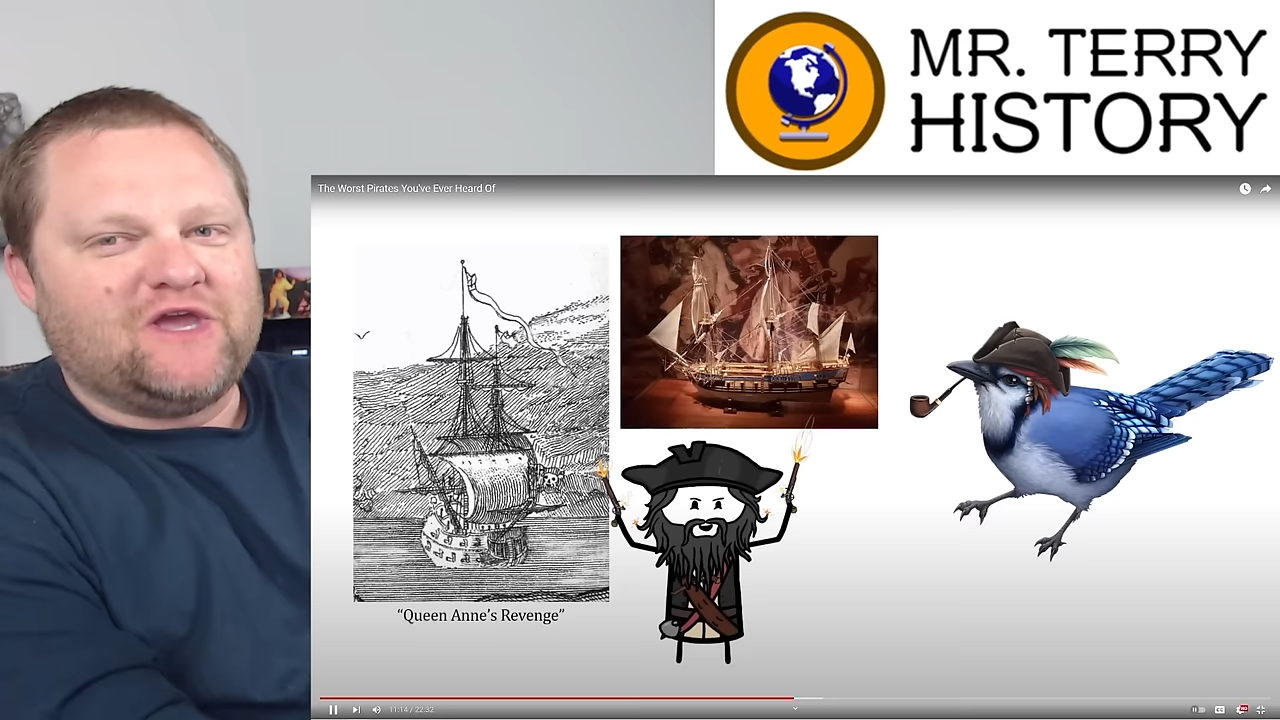 MR. TERRY
HISTORY
The Worst Pirates You've Ever Heard Of
"Queen Anne's Revenge"
11:14 / 22:32